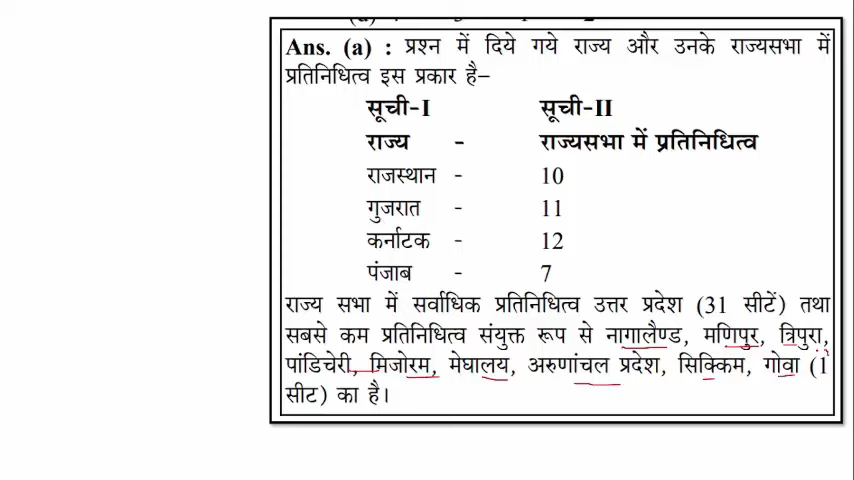 Ans. (a) : प्रश्न में दिये गये राज्य और उनके राज्यसभा में
प्रतिनिधित्व इस प्रकार है–
सूची-I सूची-II
राज्य - राज्यसभा में प्रतिनिधित्व
राजस्थान - 10
गुजरात - 11
कर्नाटक - 12
पंजाब - 7
राज्य सभा में सर्वाधिक प्रतिनिधित्व उत्तर प्रदेश (31 सीटें) तथा
सबसे कम प्रतिनिधित्व संयुक्त रूप से नागालैण्ड, मणिपुर, त्रिपुरा,
पांडिचेरी, मिजोरम, मेघालय, अरुणांचल प्रदेश, सिक्किम, गोवा (1
सीट) का है।